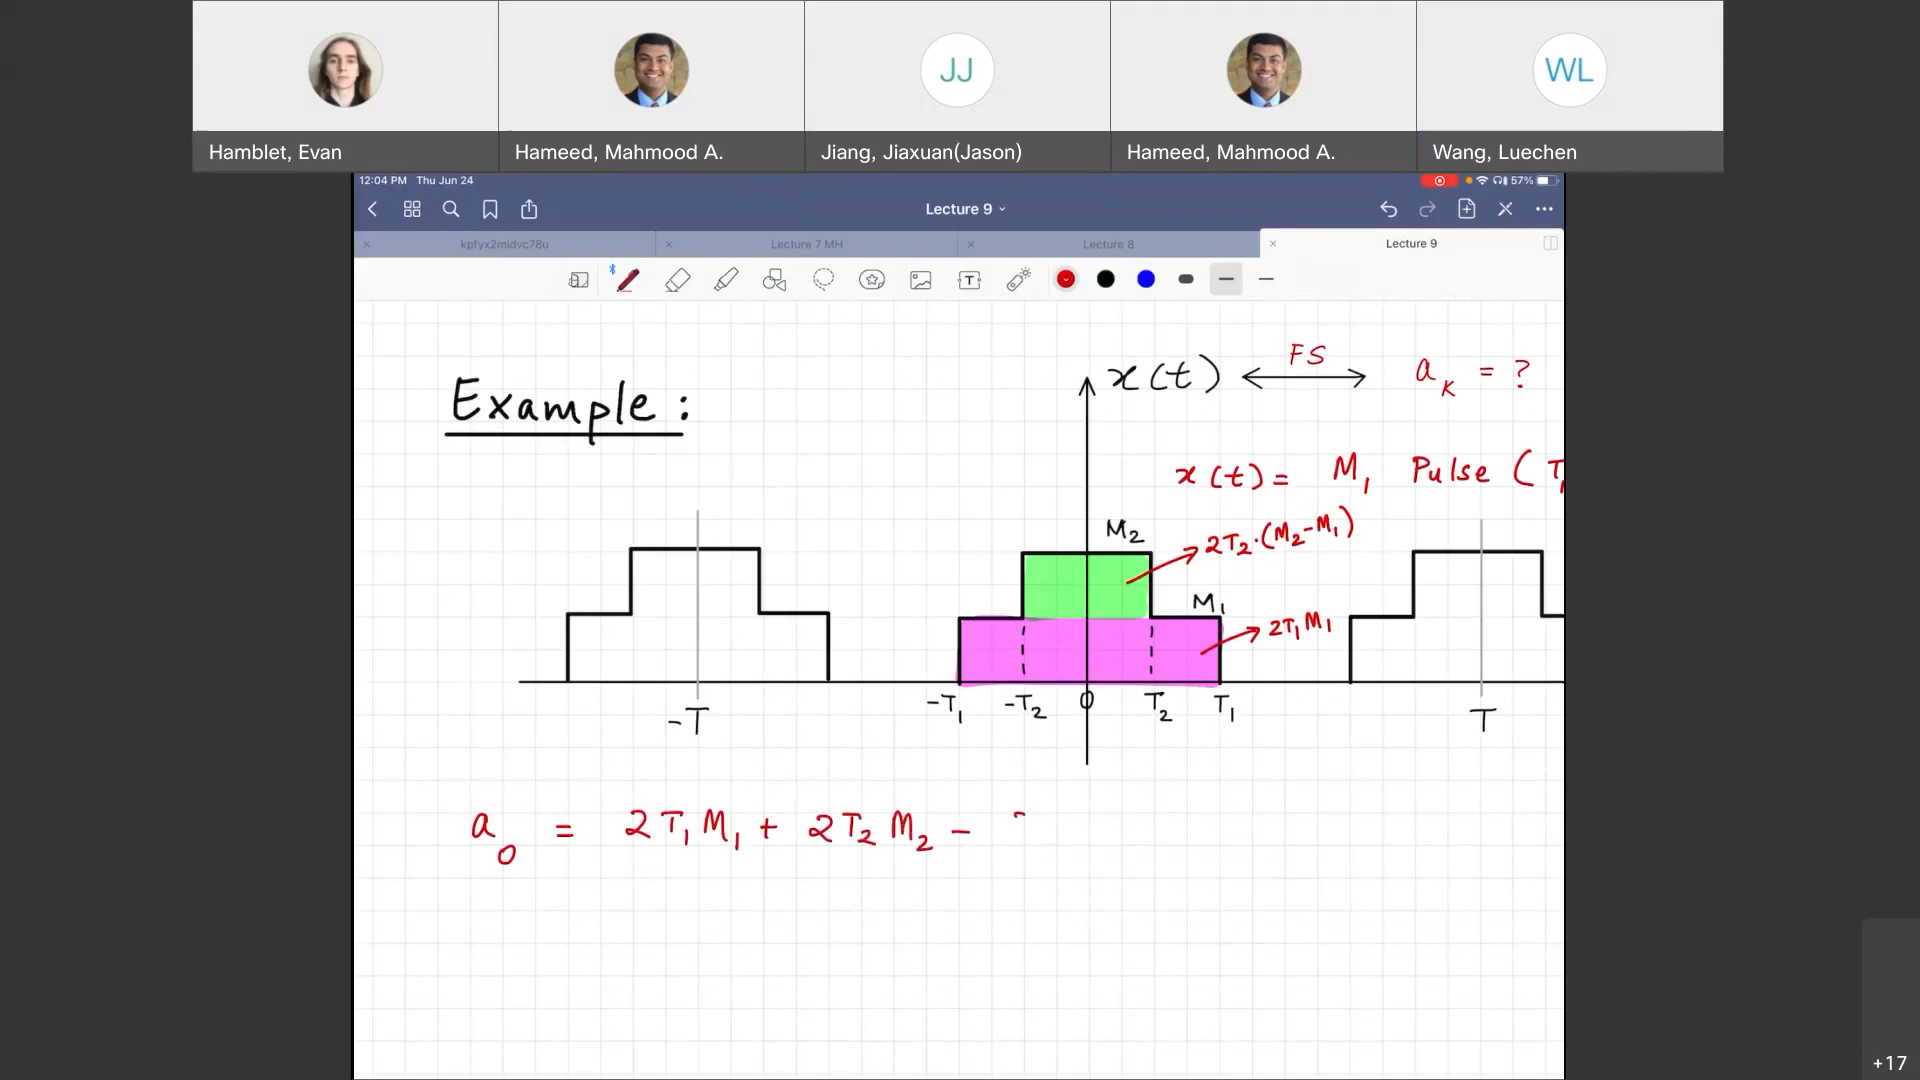 JJ
WL
Hamblet, Evan
Hameed, Mahmood A.
Jiang, Jiaxuan(Jason)
Hameed, Mahmood A.
Wang, Luechen
12:04 PM Thu Jun 24
57%
Lecture 9
kpfyx2midvc78u
Lecture 7 MH
Lecture 8
Lecture 9
Example:
x(t) ⟷ a_K = ?
FS
x(t) = M₁ Pulse (T₁
M₂
2T₂·(M₂-M₁)
M₁
2T₁M₁
-T
-T₁
-T₂
0
T₂
T₁
T
a₀ = 2T₁M₁ + 2T₂M₂ -
+17